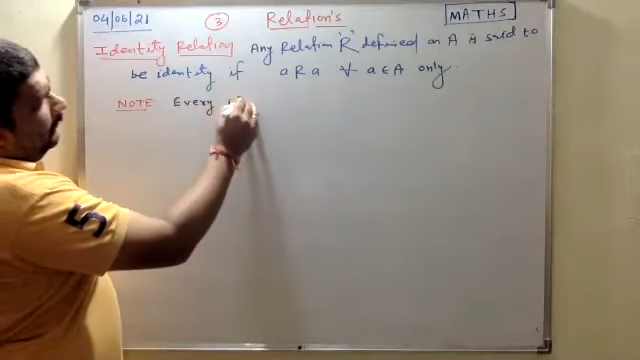 04/06/21 3 Relation's MATHS
Identity Relation Any Relation 'R' defined on A is said to
be identity if a R a ∀ a ∈ A only.
NOTE Every
5